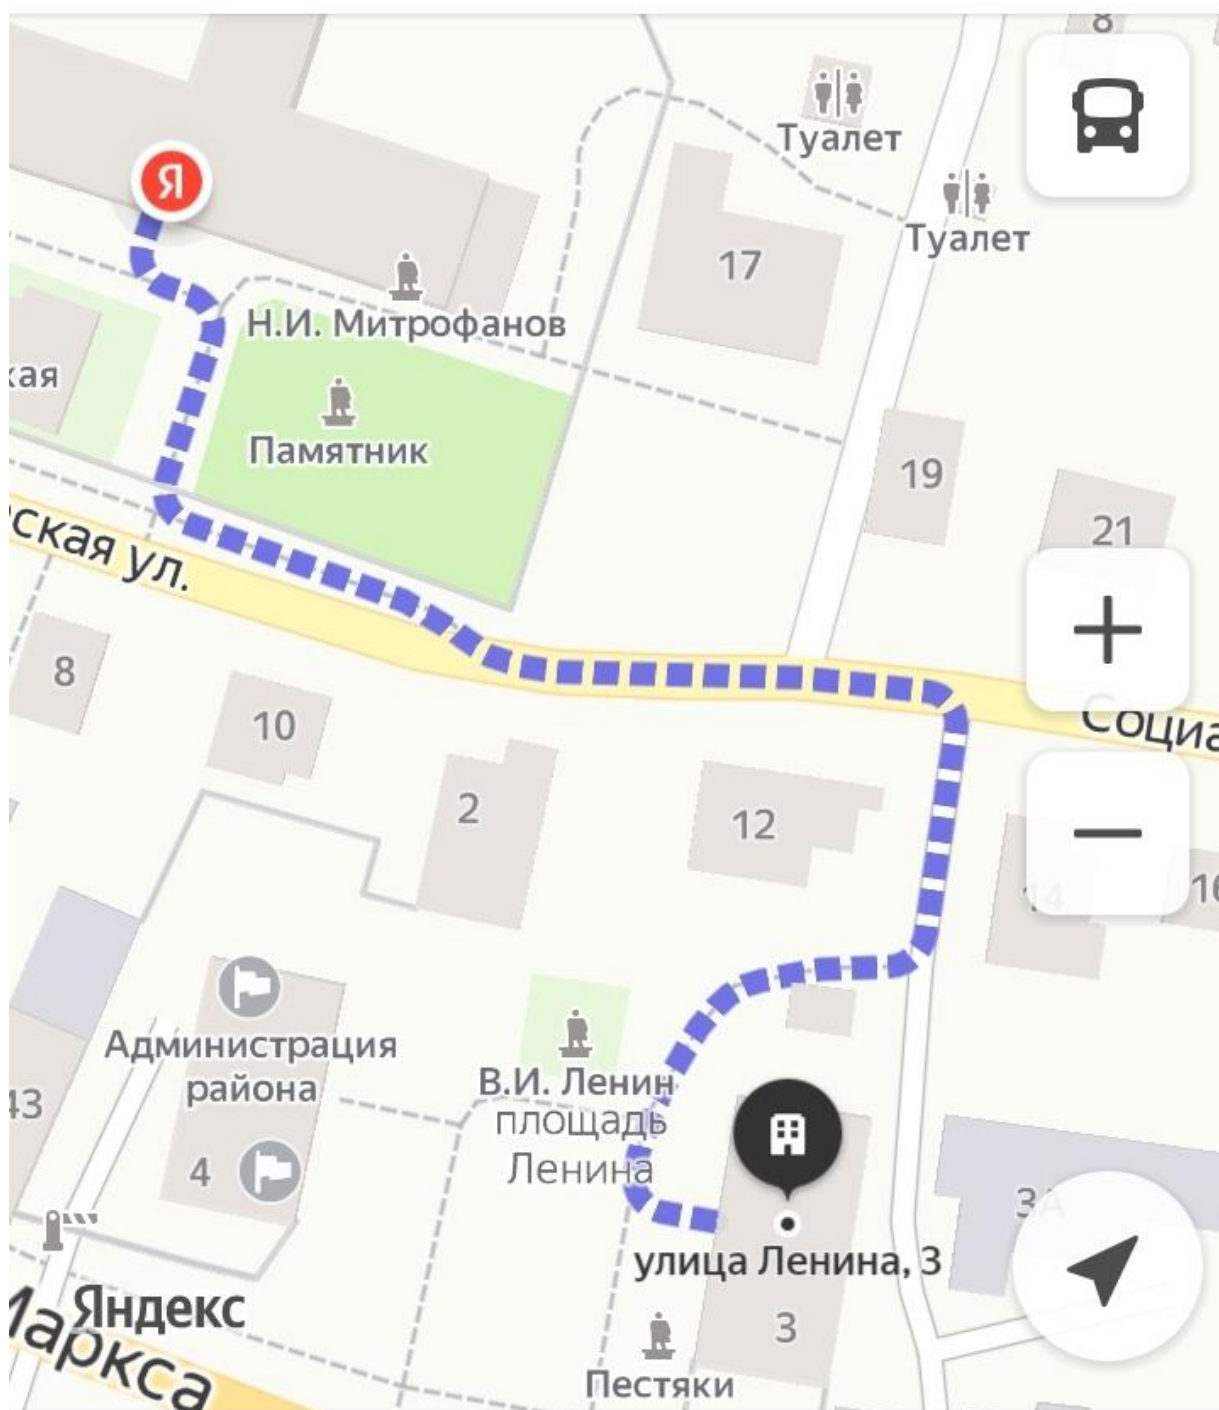 8
Туалет
Туалет
Я
17
Н.И. Митрофанов
кая
Памятник
19
21
ская ул.
8
10
Социа
2
12
14
16
Администрация
района
В.И. Ленин
площадь
Ленина
43
4
3А
улица Ленина, 3
Яндекс
Маркса
3
Пестяки